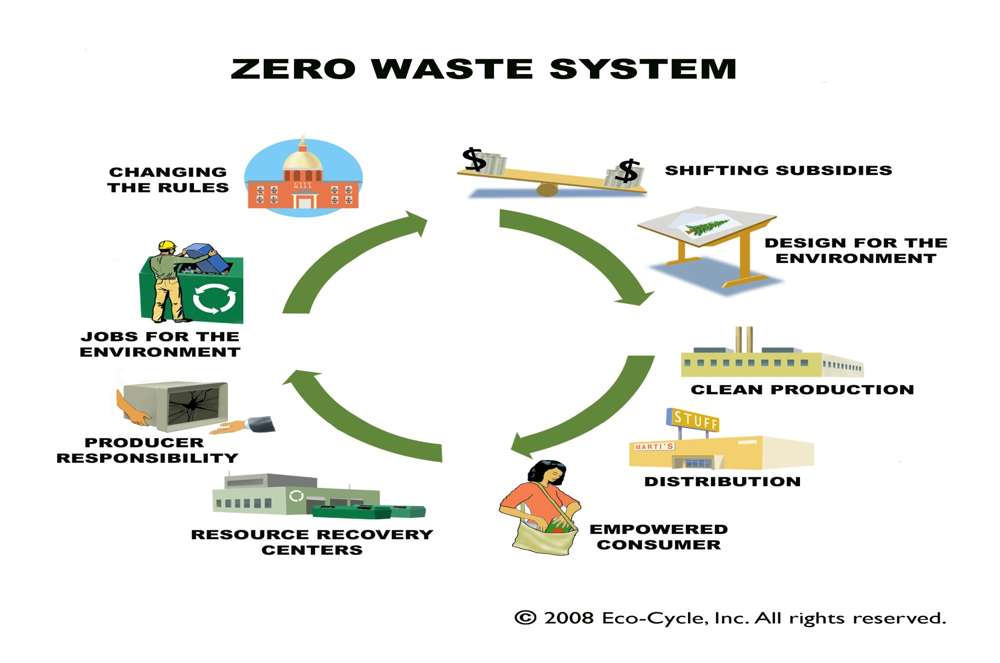 ZERO WASTE SYSTEM
CHANGING
THE RULES
CITY
HALL
$
$
SHIFTING SUBSIDIES
DESIGN FOR THE
ENVIRONMENT
JOBS FOR THE
ENVIRONMENT
CLEAN PRODUCTION
STUFF
MARTI'S
DISTRIBUTION
PRODUCER
RESPONSIBILITY
RESOURCE RECOVERY
CENTERS
EMPOWERED
CONSUMER
© 2008 Eco-Cycle, Inc. All rights reserved.